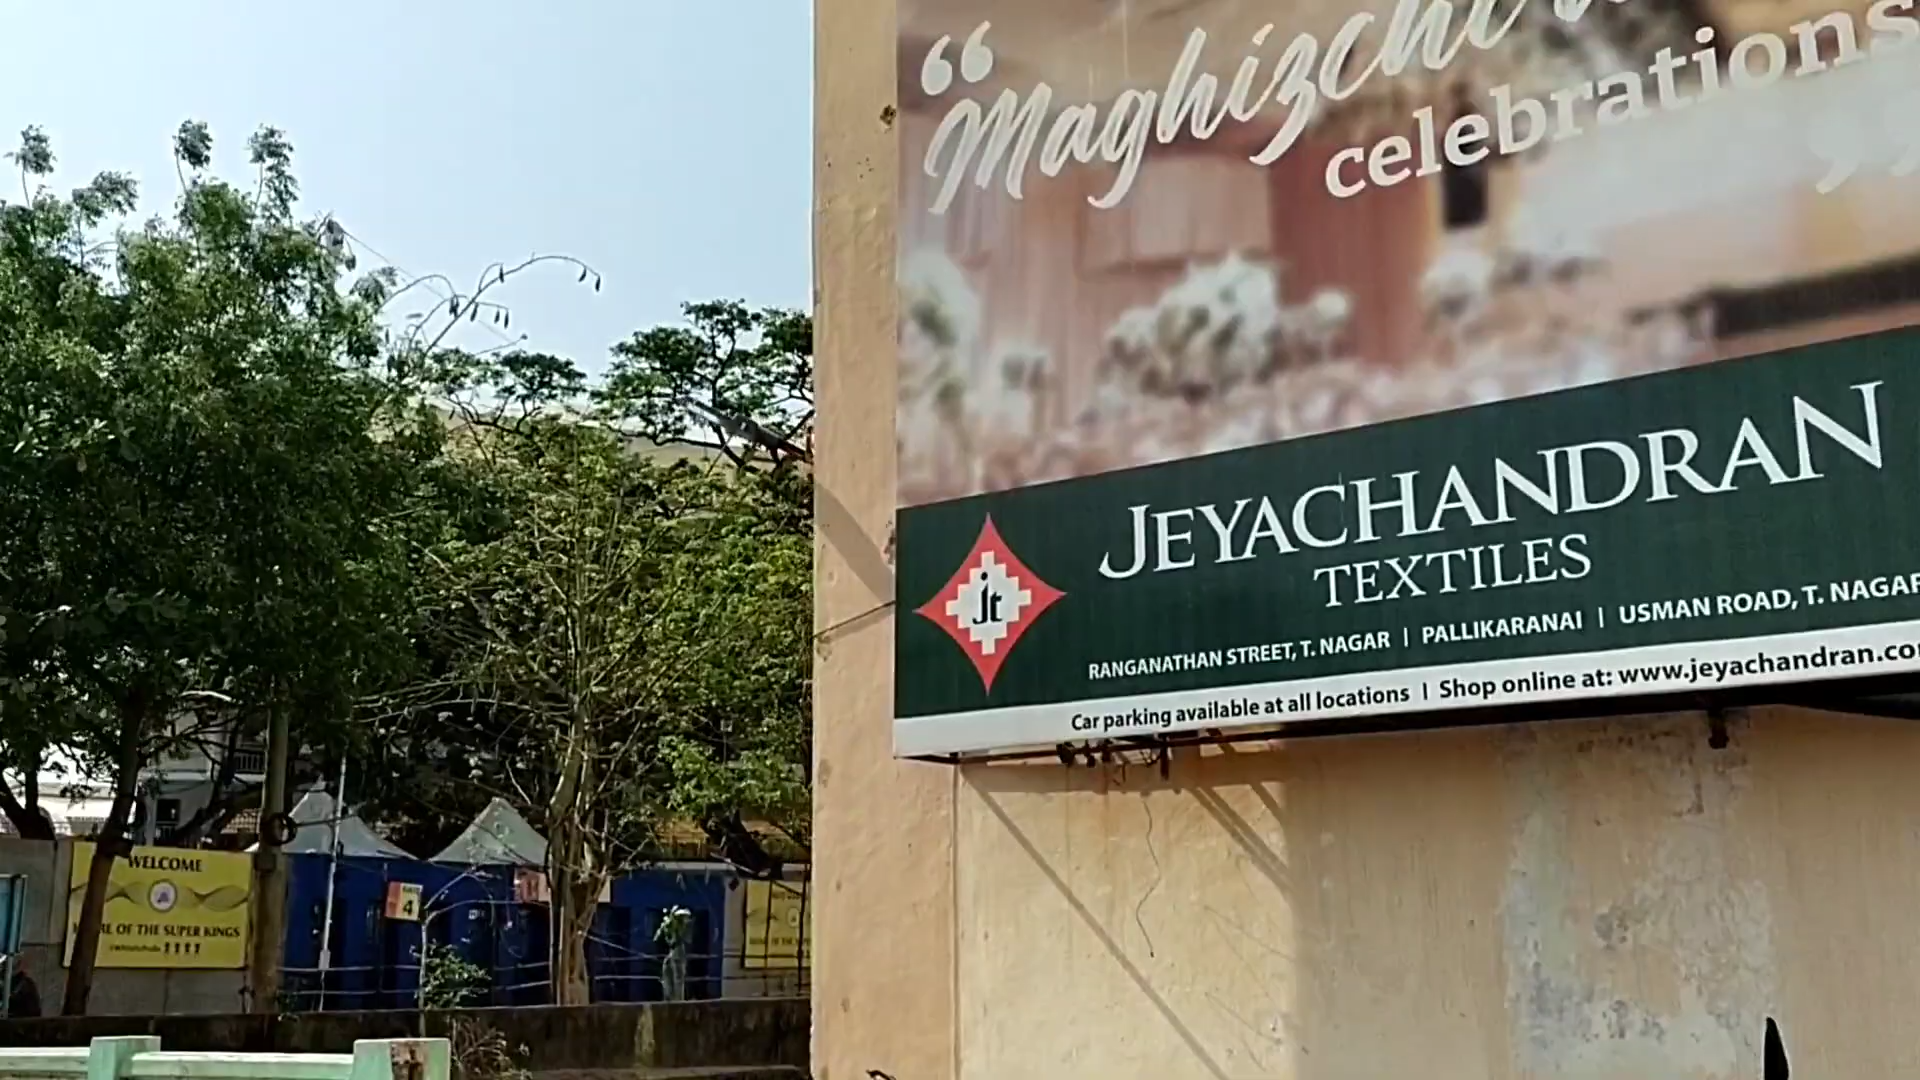 “Maghizchi
celebrations
”
JEYACHANDRAN
TEXTILES
jt
RANGANATHAN STREET, T. NAGAR | PALLIKARANAI | USMAN ROAD, T. NAGAR
Car parking available at all locations | Shop online at: www.jeyachandran.co
WELCOME
OF THE SUPER KINGS
4